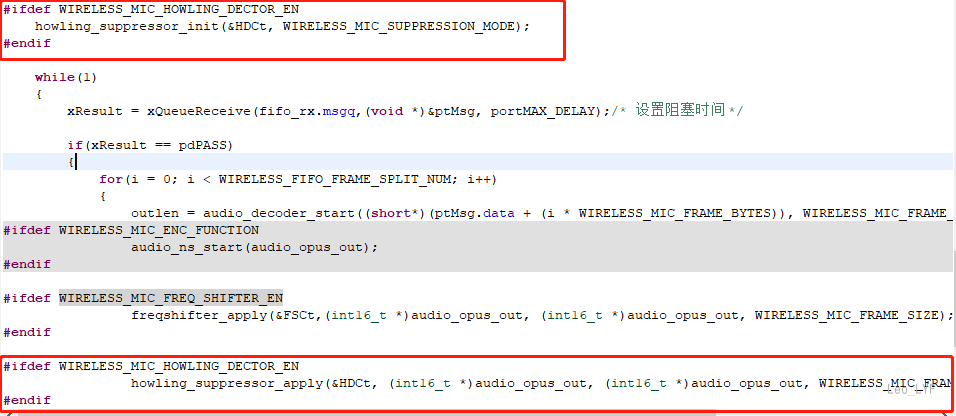 #ifdef WIRELESS_MIC_HOWLING_DECTOR_EN
howling_suppressor_init(&HDCt, WIRELESS_MIC_SUPPRESSION_MODE);
#endif
while(1)
{
xResult = xQueueReceive(fifo_rx.msgq,(void *)&ptMsg, portMAX_DELAY);/* 设置阻塞时间 */
if(xResult == pdPASS)
{
for(i = 0; i < WIRELESS_FIFO_FRAME_SPLIT_NUM; i++)
{
outlen = audio_decoder_start((short*)(ptMsg.data + (i * WIRELESS_MIC_FRAME_BYTES)), WIRELESS_MIC_FRAME_
#ifdef WIRELESS_MIC_ENC_FUNCTION
audio_ns_start(audio_opus_out);
#endif
#ifdef WIRELESS_MIC_FREQ_SHIFTER_EN
freqshifter_apply(&FSCt,(int16_t *)audio_opus_out, (int16_t *)audio_opus_out, WIRELESS_MIC_FRAME_SIZE);
#endif
#ifdef WIRELESS_MIC_HOWLING_DECTOR_EN
howling_suppressor_apply(&HDCt, (int16_t *)audio_opus_out, (int16_t *)audio_opus_out, WIRELESS_MIC_FRAM
#endif